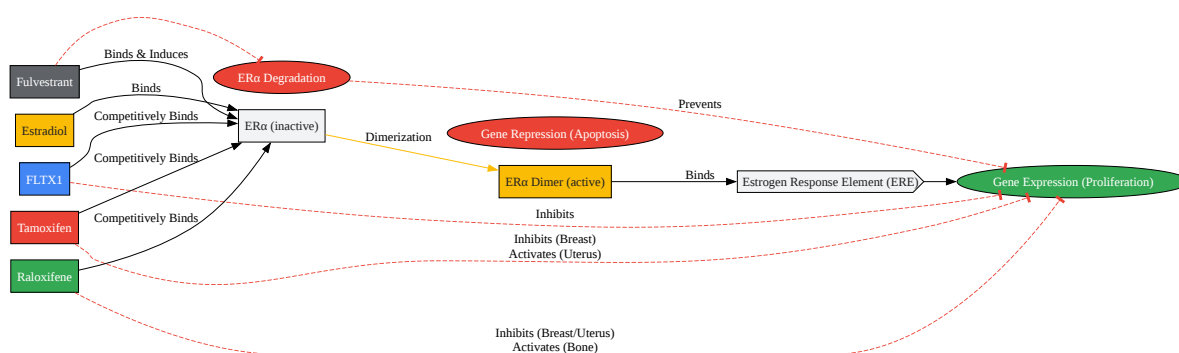 Fulvestrant
Binds & Induces
ERα Degradation
Estradiol
Binds
Competitively Binds
ERα (inactive)
Dimerization
Gene Repression (Apoptosis)
Prevents
FLTX1
Competitively Binds
ERα Dimer (active)
Binds
Estrogen Response Element (ERE)
Gene Expression (Proliferation)
Tamoxifen
Competitively Binds
Inhibits
Inhibits (Breast)
Activates (Uterus)
Raloxifene
Inhibits (Breast/Uterus)
Activates (Bone)